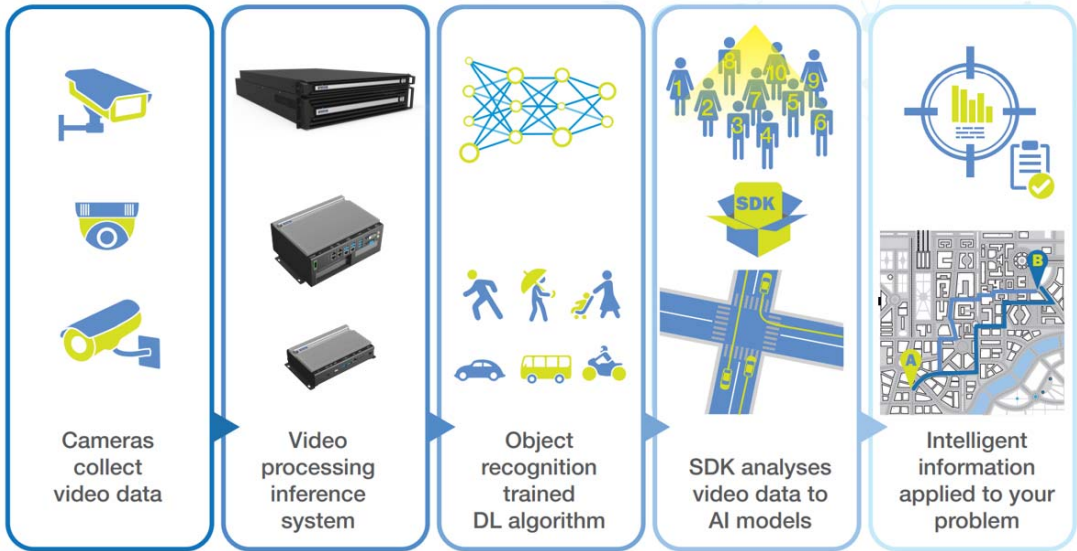 Cameras
collect
video data
Video
processing
inference
system
Object
recognition
trained
DL algorithm
1
2
8
3
7
4
10
5
9
6
SDK
SDK analyses
video data to
AI models
B
A
Intelligent
information
applied to your
problem